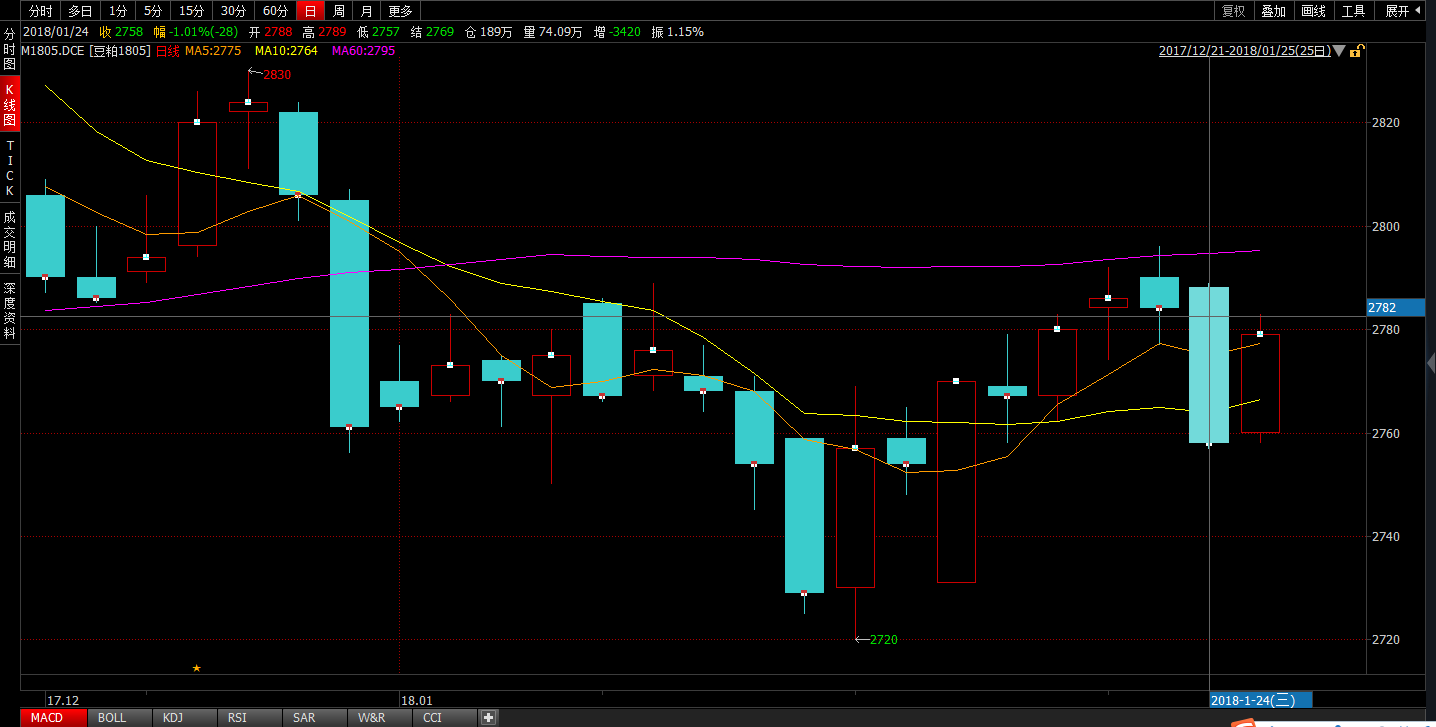 分时 多日 1分 5分 15分 30分 60分 日 周 月 更多 复权 叠加 画线 工具 展开
2018/01/24 收 2758 幅 -1.01%(-28) 开 2788 高 2789 低 2757 结 2769 仓 189万 量 74.09万 增 -3420 振 1.15%
M1805.DCE [豆粕1805] 日线 MA5:2775 MA10:2764 MA60:2795 2017/12/21-2018/01/25(25日)
分时图
K线图
TICK
成交明细
深度资料
2830
2820
2800
2782
2780
2760
2740
2720
2720
17.12 18.01 2018-1-24(三)
MACD BOLL KDJ RSI SAR W&R CCI